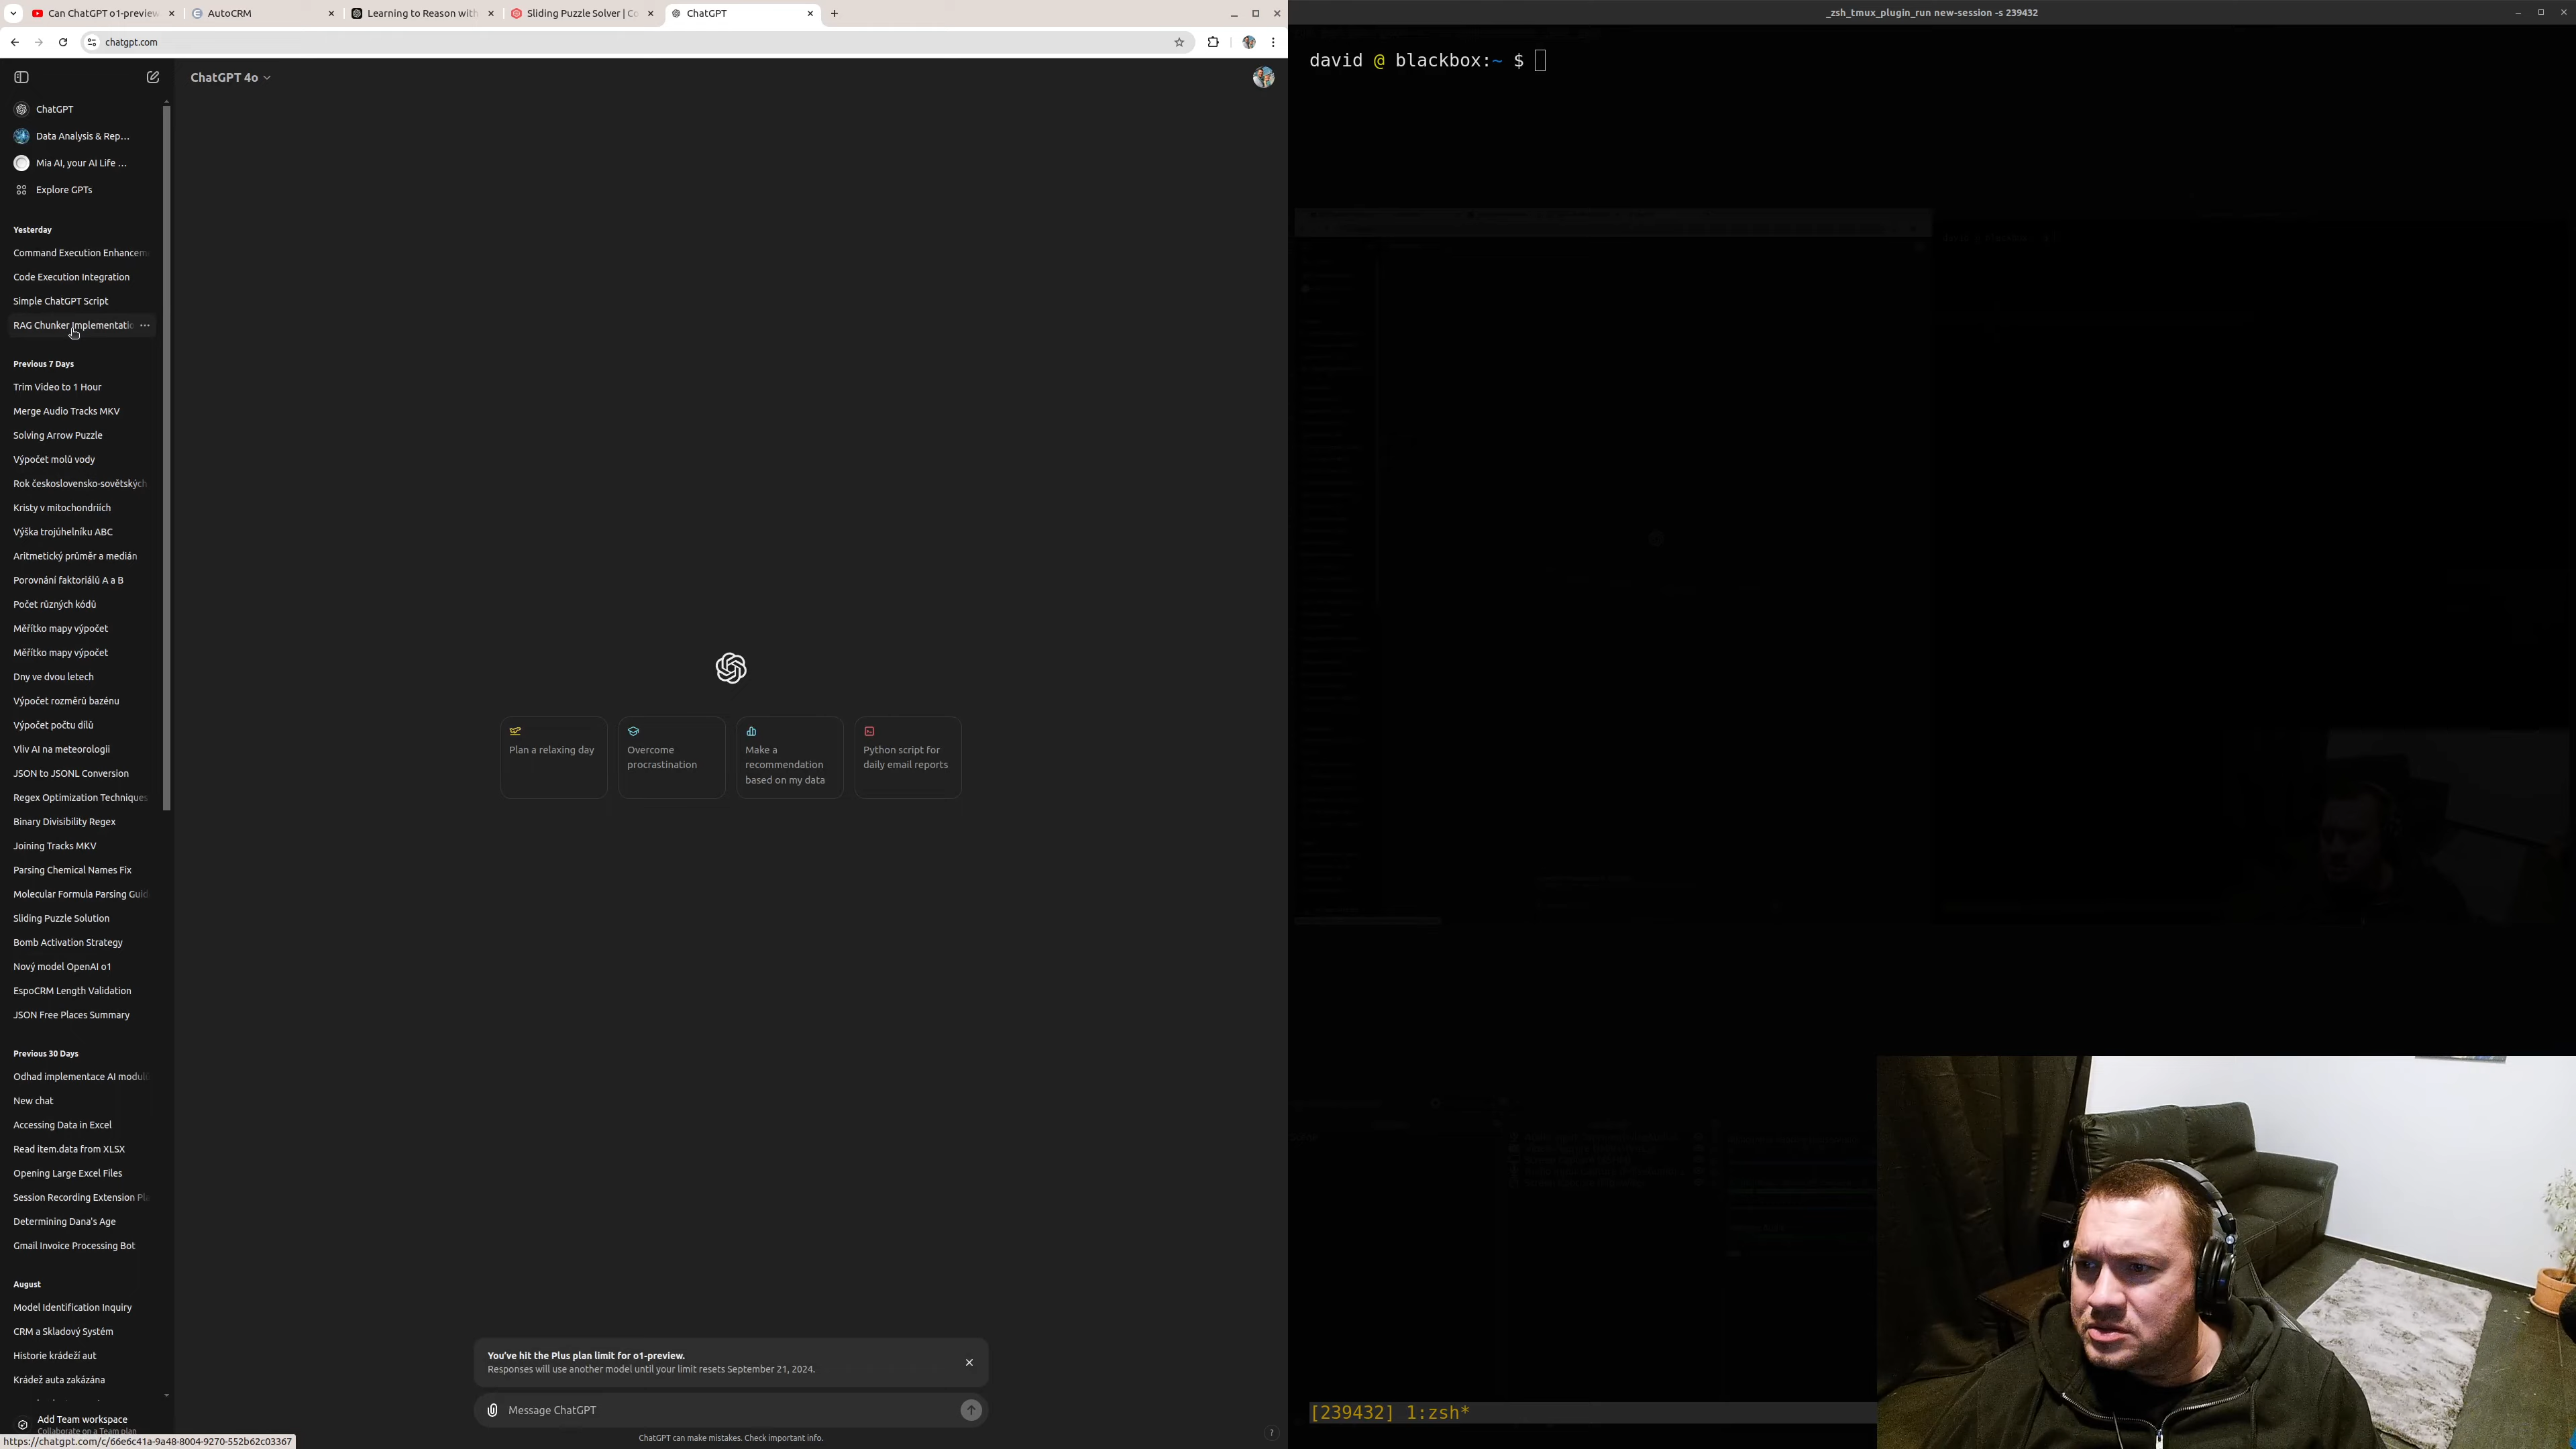 Can ChatGPT o1-preview
AutoCRM
Learning to Reason with
Sliding Puzzle Solver | Co
ChatGPT
chatgpt.com
ChatGPT 4o
ChatGPT
Data Analysis & Rep…
Mia AI, your AI Life …
Explore GPTs
Yesterday
Command Execution Enhanceme
Code Execution Integration
Simple ChatGPT Script
RAG Chunker Implementatio
Previous 7 Days
Trim Video to 1 Hour
Merge Audio Tracks MKV
Solving Arrow Puzzle
Výpočet molů vody
Rok československo-sovětských
Kristy v mitochondriích
Výška trojúhelníku ABC
Aritmetický průměr a medián
Porovnání faktoriálů A a B
Počet různých kódů
Měřítko mapy výpočet
Měřítko mapy výpočet
Dny ve dvou letech
Výpočet rozměrů bazénu
Výpočet počtu dílů
Vliv AI na meteorologii
JSON to JSONL Conversion
Regex Optimization Techniques
Binary Divisibility Regex
Joining Tracks MKV
Parsing Chemical Names Fix
Molecular Formula Parsing Guid
Sliding Puzzle Solution
Bomb Activation Strategy
Nový model OpenAI o1
EspoCRM Length Validation
JSON Free Places Summary
Previous 30 Days
Odhad implementace AI modulů
New chat
Accessing Data in Excel
Read item.data from XLSX
Opening Large Excel Files
Session Recording Extension Pl
Determining Dana's Age
Gmail Invoice Processing Bot
August
Model Identification Inquiry
CRM a Skladový Systém
Historie krádeží aut
Krádež auta zakázána
Add Team workspace
Collaborate on a Team plan
https://chatgpt.com/c/66e6c41a-9a48-8004-9270-552b62c03367
Plan a relaxing day
Overcome
procrastination
Make a
recommendation
based on my data
Python script for
daily email reports
You've hit the Plus plan limit for o1-preview.
Responses will use another model until your limit resets September 21, 2024.
Message ChatGPT
ChatGPT can make mistakes. Check important info.
?
_zsh_tmux_plugin_run new-session -s 239432
david @ blackbox:~ $
[239432] 1:zsh*